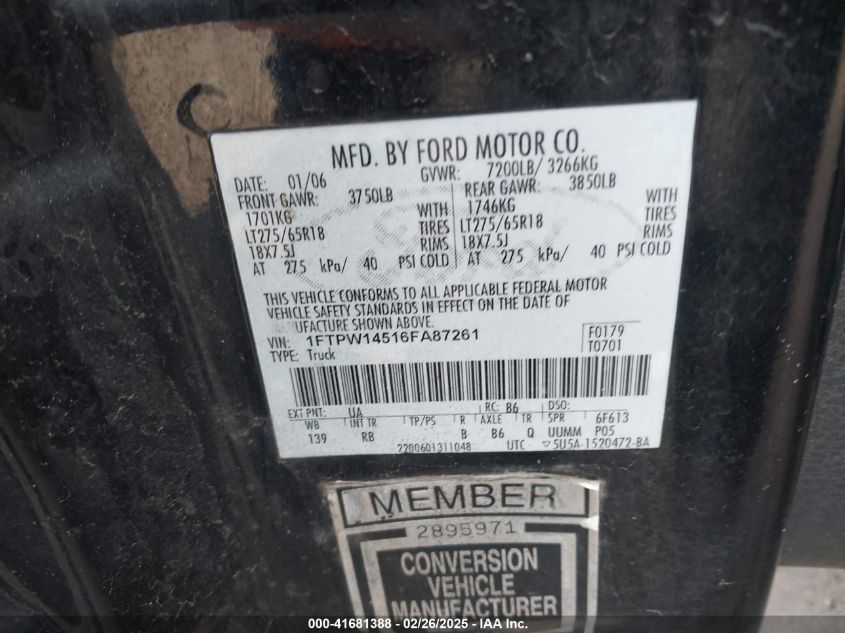 MFD. BY FORD MOTOR CO.
DATE: 01/06 GVWR: 7200LB/ 3266KG
FRONT GAWR: 3750LB REAR GAWR: 3850LB
1701KG WITH 1746KG WITH
LT275/65R18 TIRES LT275/65R18 TIRES
18X7.5J RIMS 18X7.5J RIMS
AT 275 kPa/ 40 PSI COLD AT 275 kPa/ 40 PSI COLD
THIS VEHICLE CONFORMS TO ALL APPLICABLE FEDERAL MOTOR
VEHICLE SAFETY STANDARDS IN EFFECT ON THE DATE OF
UFACTURE SHOWN ABOVE.
VIN: 1FTPW14516FA87261 F0179
TYPE: Truck T0701
EXT PNT: UA RC: B6 DSO:
WB INT TR TP/PS R AXLE TR SPR 6F613
139 RB B B6 Q UUMM P05
2200601311048 UTC ▽5U5A-1520472-BA
MEMBER
2895971
CONVERSION
VEHICLE
MANUFACTURER
000-41681388 - 02/26/2025 - IAA Inc.